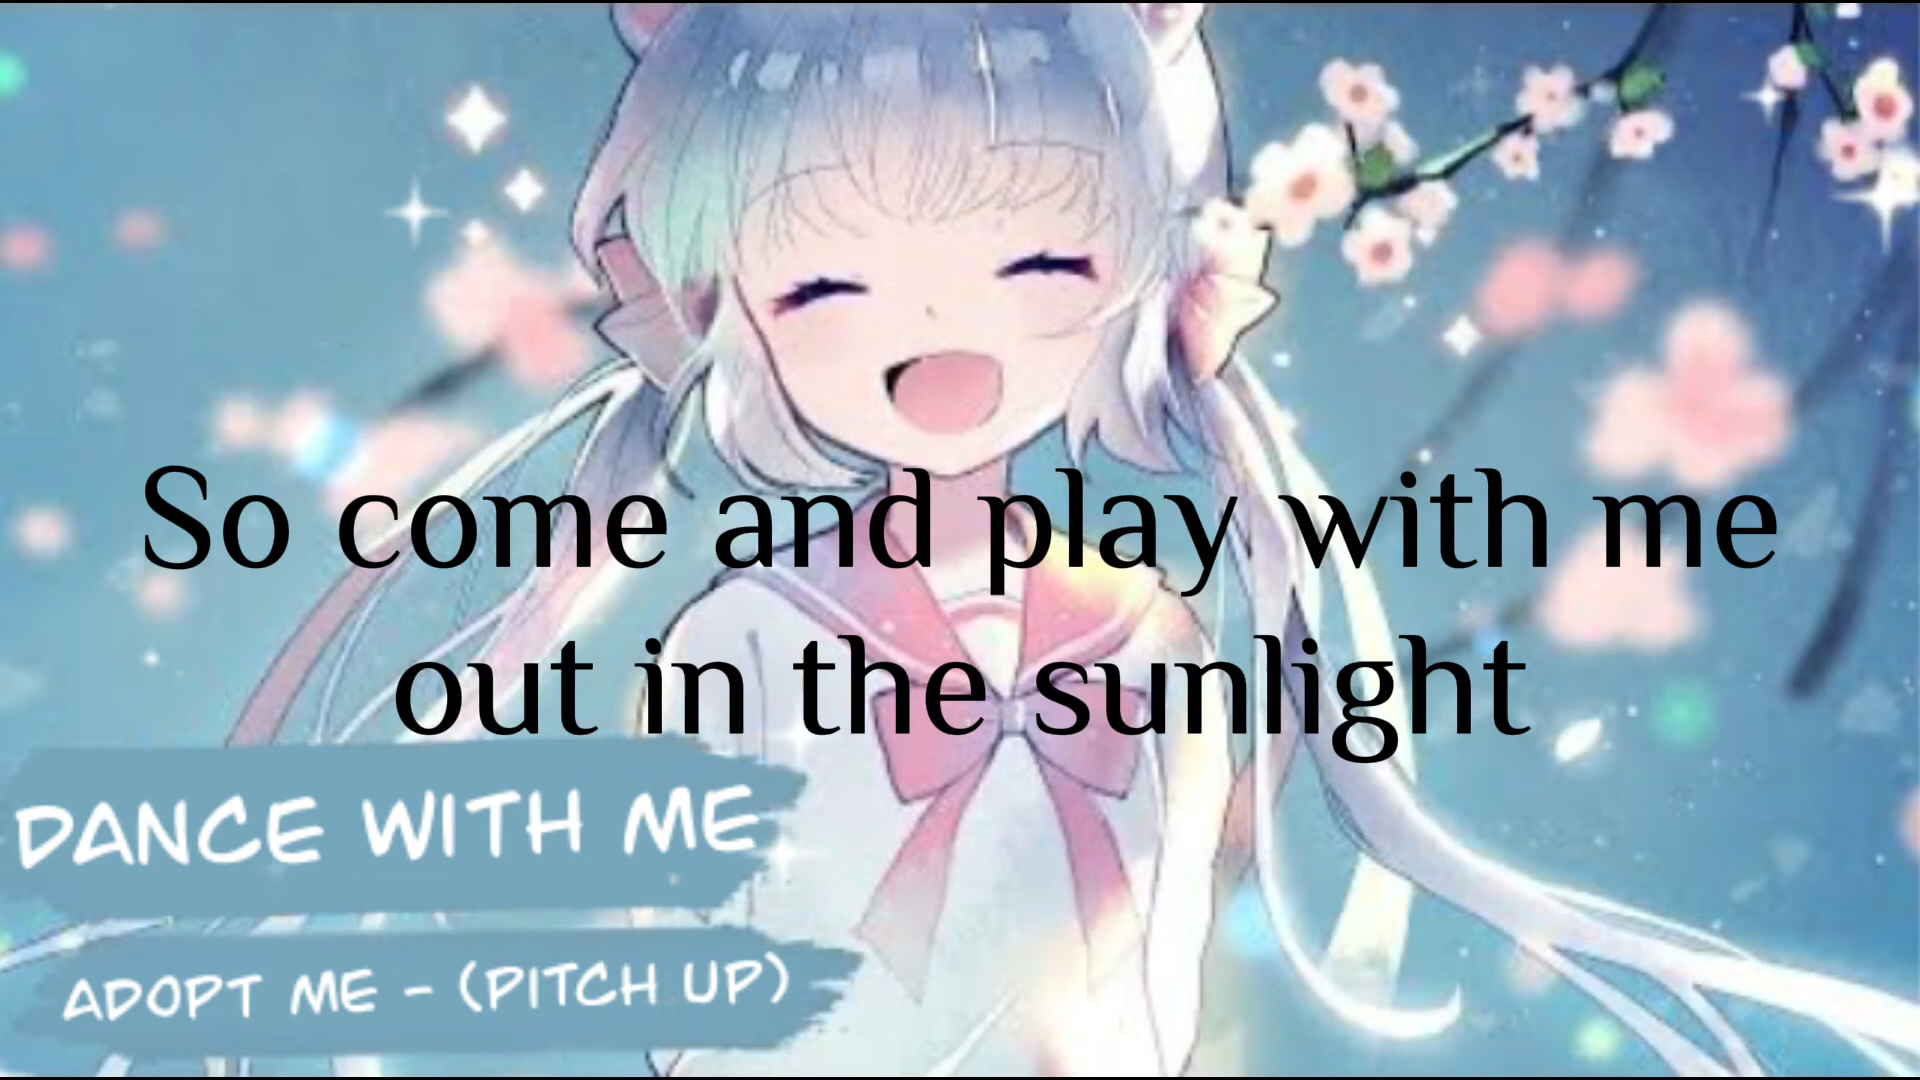 So come and play with me
out in the sunlight
DANCE WITH ME
ADOPT ME - (PITCH UP)